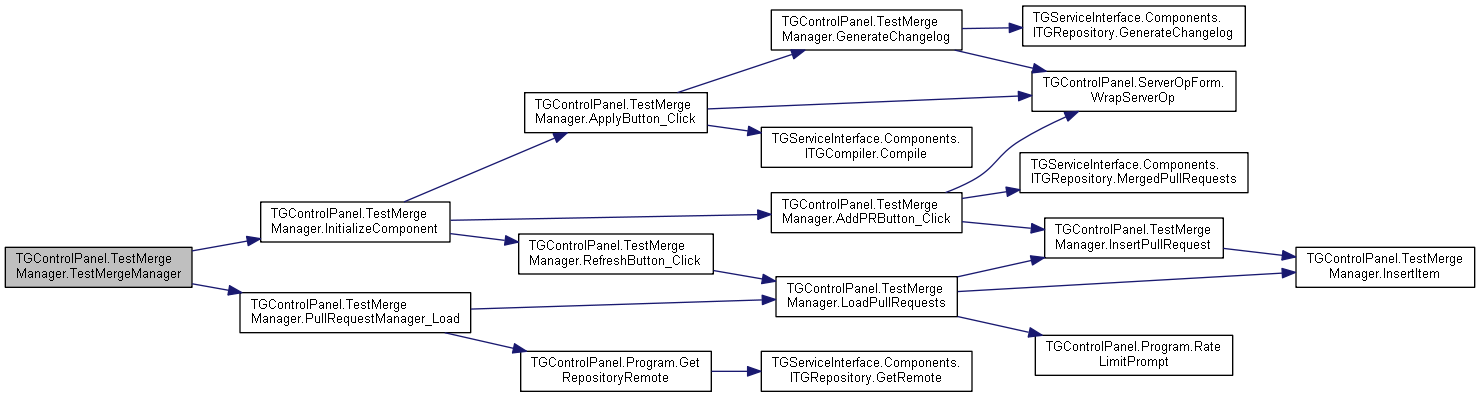 TGControlPanel.TestMerge
Manager.TestMergeManager
TGControlPanel.TestMerge
Manager.InitializeComponent
TGControlPanel.TestMerge
Manager.PullRequestManager_Load
TGControlPanel.TestMerge
Manager.ApplyButton_Click
TGControlPanel.TestMerge
Manager.RefreshButton_Click
TGControlPanel.Program.Get
RepositoryRemote
TGControlPanel.TestMerge
Manager.GenerateChangelog
TGServiceInterface.Components.
ITGCompiler.Compile
TGControlPanel.TestMerge
Manager.AddPRButton_Click
TGControlPanel.TestMerge
Manager.LoadPullRequests
TGServiceInterface.Components.
ITGRepository.GetRemote
TGServiceInterface.Components.
ITGRepository.GenerateChangelog
TGControlPanel.ServerOpForm.
WrapServerOp
TGServiceInterface.Components.
ITGRepository.MergedPullRequests
TGControlPanel.TestMerge
Manager.InsertPullRequest
TGControlPanel.Program.Rate
LimitPrompt
TGControlPanel.TestMerge
Manager.InsertItem